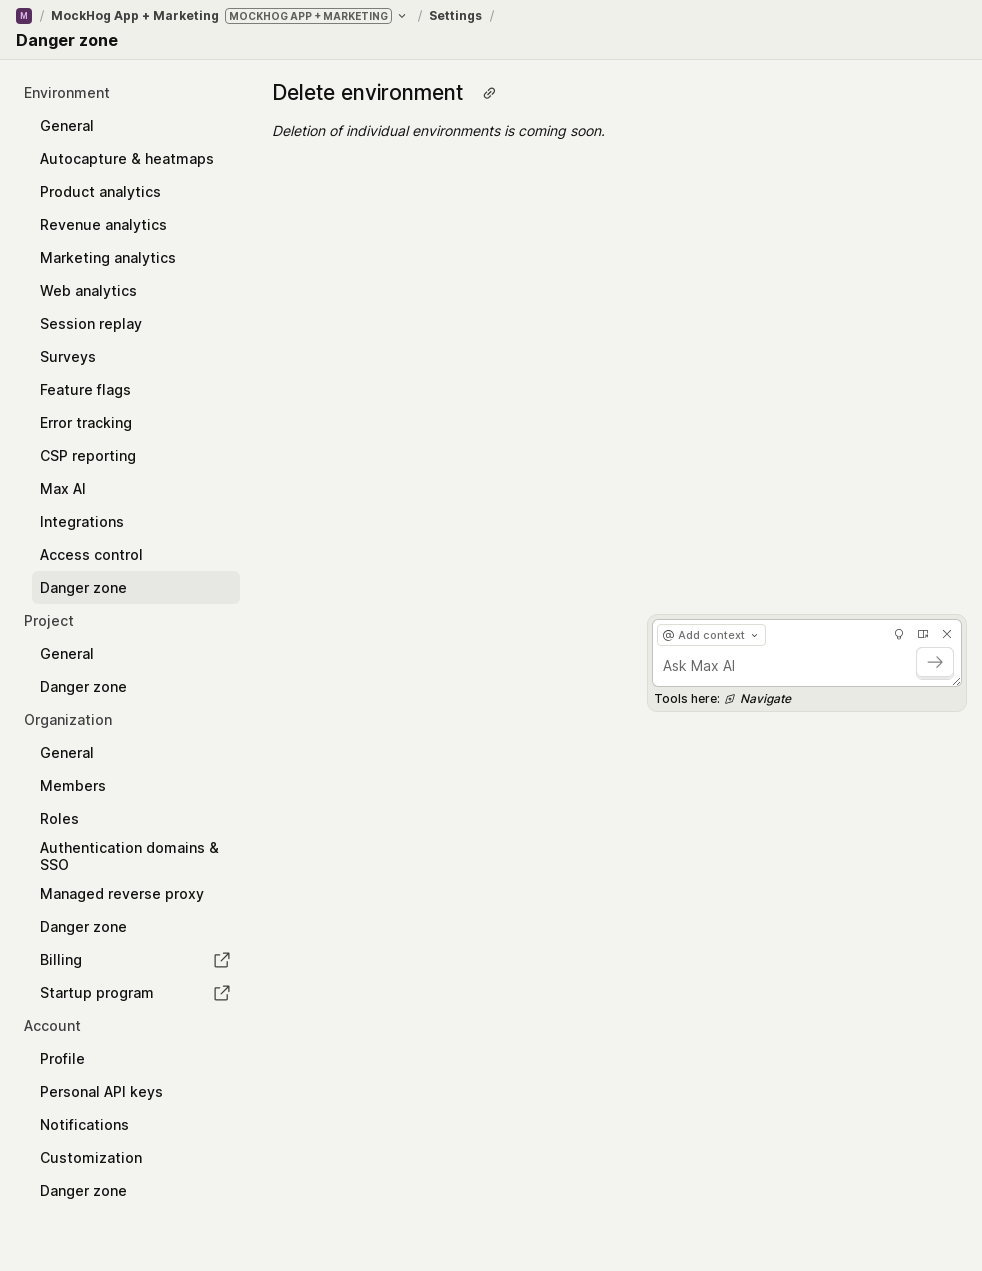 M / MockHog App + Marketing MOCKHOG APP + MARKETING / Settings /
Danger zone
Environment
General
Autocapture & heatmaps
Product analytics
Revenue analytics
Marketing analytics
Web analytics
Session replay
Surveys
Feature flags
Error tracking
CSP reporting
Max AI
Integrations
Access control
Danger zone
Project
General
Danger zone
Organization
General
Members
Roles
Authentication domains &
SSO
Managed reverse proxy
Danger zone
Billing
Startup program
Account
Profile
Personal API keys
Notifications
Customization
Danger zone
Delete environment
Deletion of individual environments is coming soon.
@ Add context
Ask Max AI
Tools here: Navigate